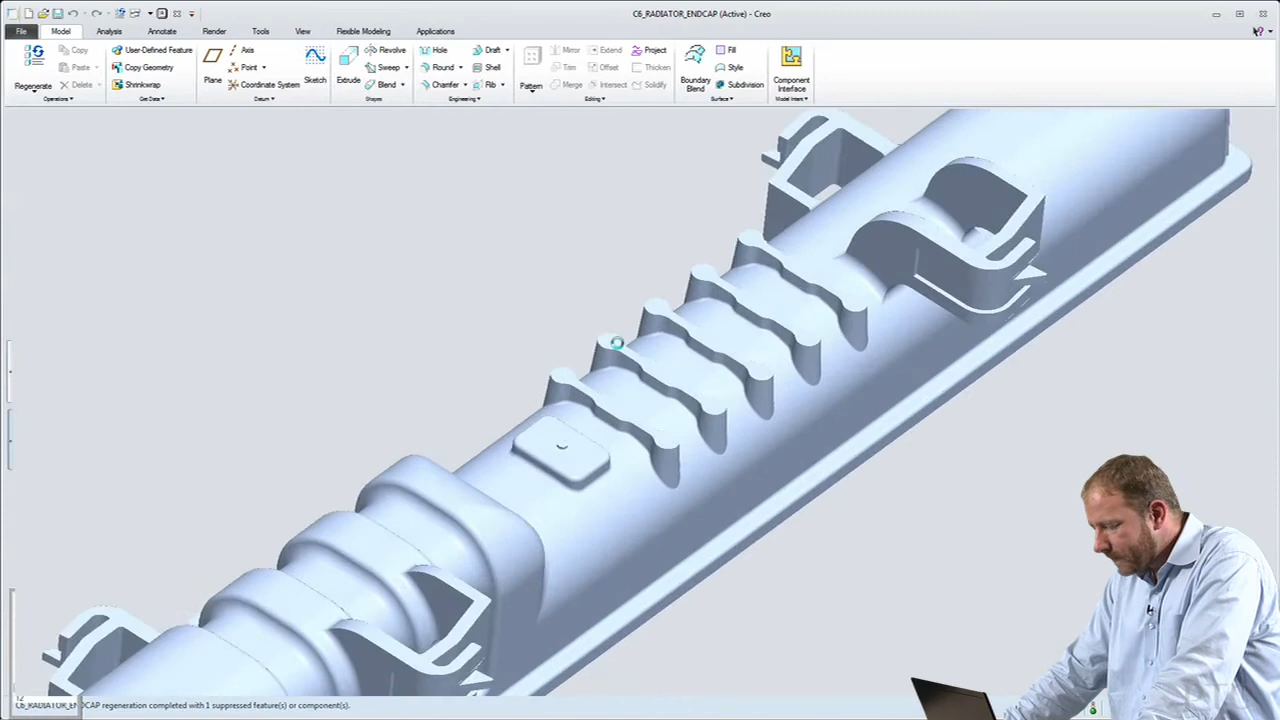 C6_RADIATOR_ENDCAP (Active) - Creo
File Model Analysis Annotate Render Tools View Flexible Modeling Applications
Regenerate
Copy
Paste
Delete
Operations
User-Defined Feature
Copy Geometry
Shrinkwrap
Get Data
Plane
Axis
Point
Coordinate System
Sketch
Datum
Extrude
Revolve
Sweep
Blend
Shapes
Hole
Round
Chamfer
Draft
Shell
Rib
Engineering
Pattern
Mirror
Trim
Merge
Extend
Offset
Intersect
Project
Thicken
Solidify
Editing
Boundary
Blend
Fill
Style
Subdivision
Surface
Component
Interface
Model Intent
C6_RADIATOR_ENDCAP regeneration completed with 1 suppressed feature(s) or component(s).